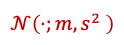 𝒩(·; m, s²)